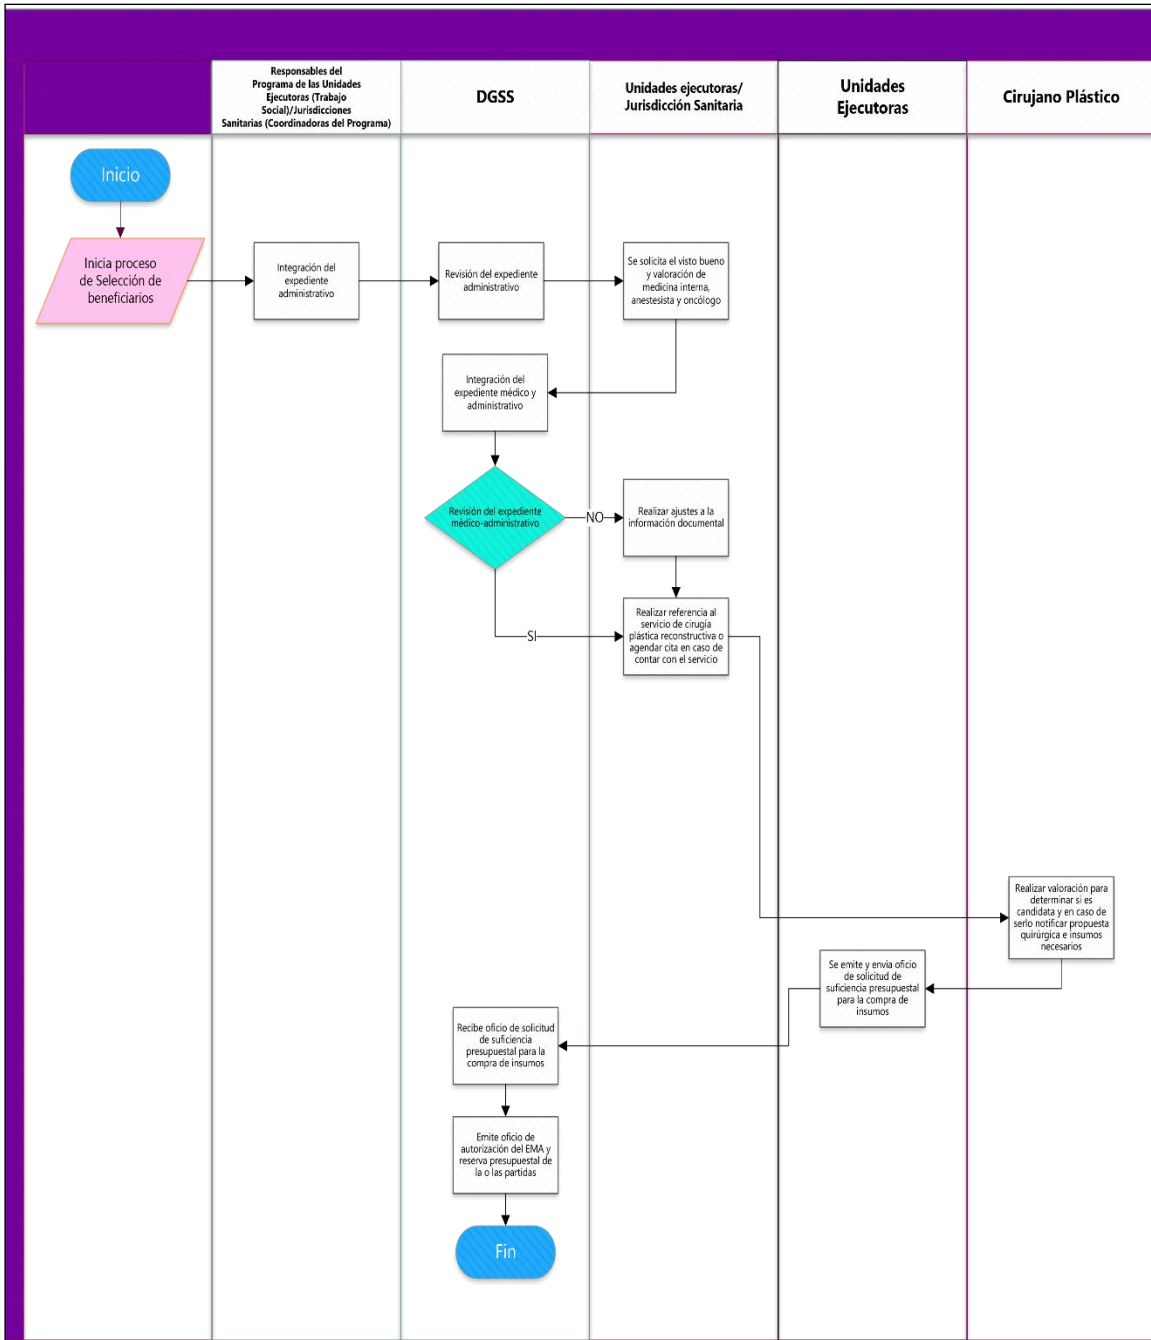 Responsables del
Programa de las Unidades
Ejecutoras (Trabajo
Social)/Jurisdicciones
Sanitarias (Coordinadoras del Programa)
DGSS
Unidades ejecutoras/
Jurisdicción Sanitaria
Unidades
Ejecutoras
Cirujano Plástico
Inicio
Inicia proceso
de Selección de
beneficiarios
Integración del
expediente
administrativo
Revisión del expediente
administrativo
Se solicita el visto bueno
y valoración de
medicina interna,
anestesista y oncólogo
Integración del
expediente médico y
administrativo
Revisión del expediente
médico-administrativo
NO
Realizar ajustes a la
información documental
SI
Realizar referencia al
servicio de cirugía
plástica reconstructiva o
agendar cita en caso de
contar con el servicio
Realizar valoración para
determinar si es
candidata y en caso de
serlo notificar propuesta
quirúrgica e insumos
necesarios
Se emite y envia oficio
de solicitud de
suficiencia presupuestal
para la compra de
insumos
Recibe oficio de solicitud
de suficiencia
presupuestal para la
compra de insumos
Emite oficio de
autorización del EMA y
reserva presupuestal de
la o las partidas
Fin